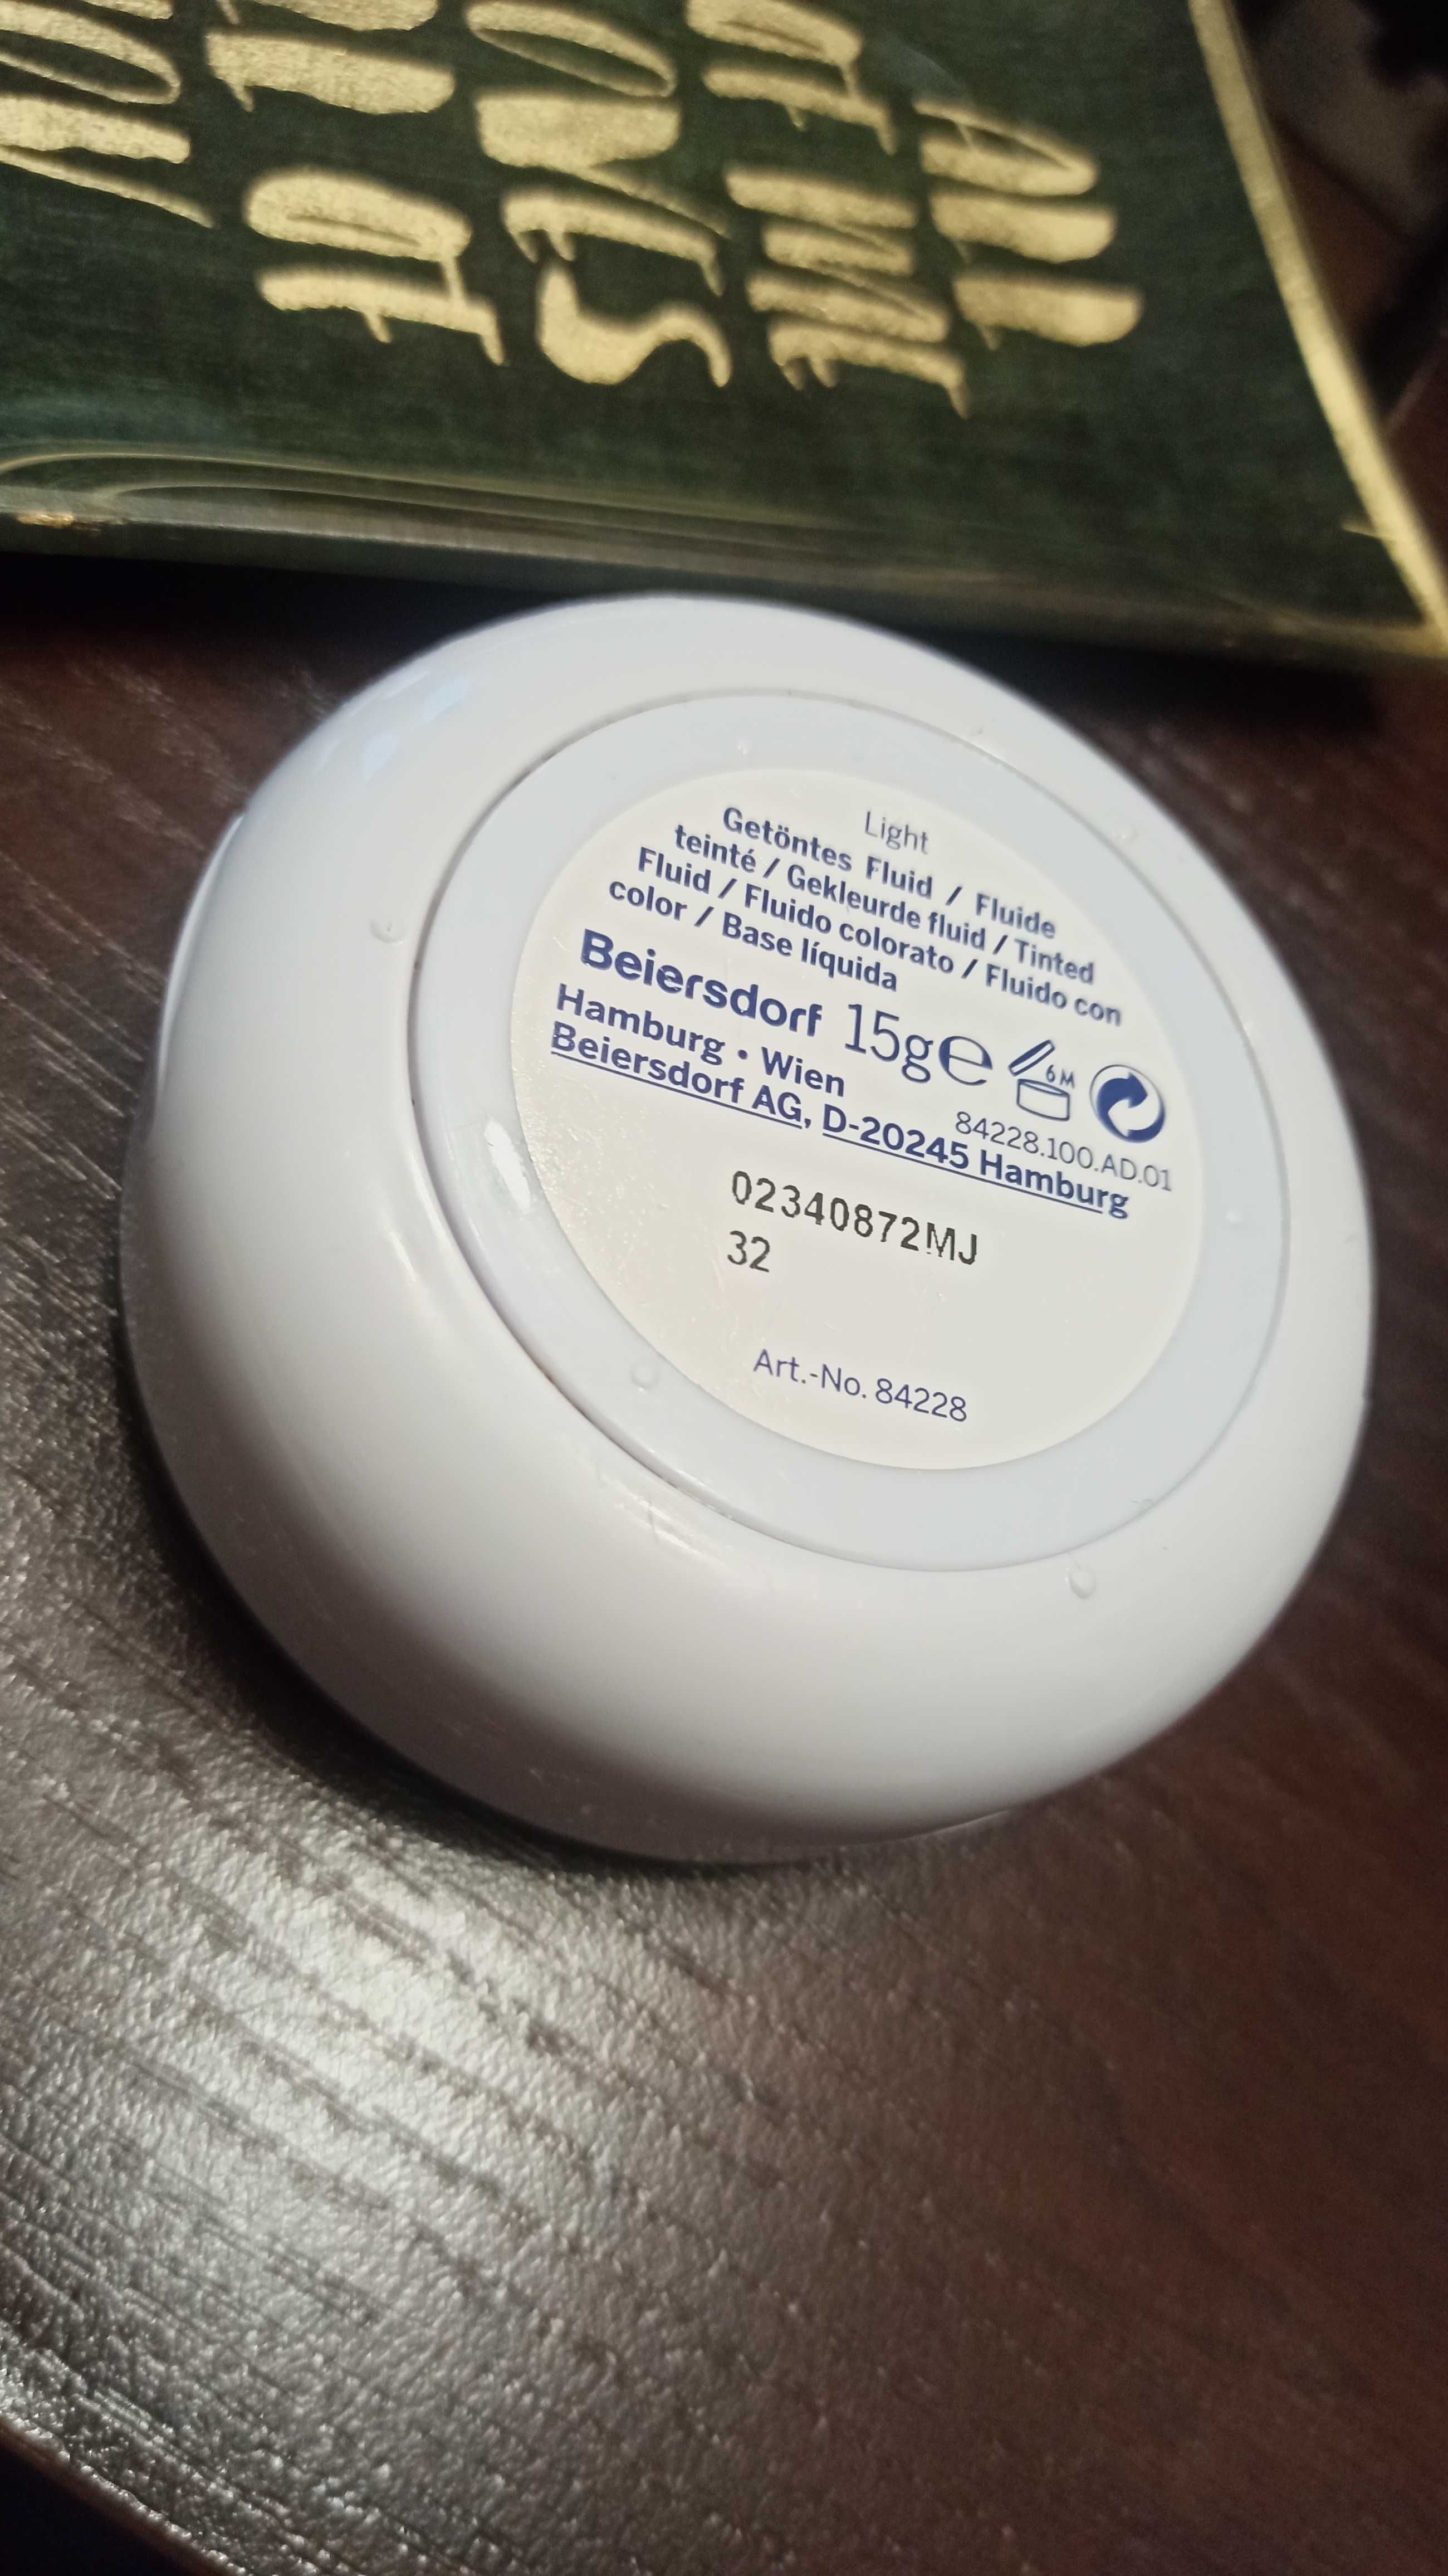 Light
Getöntes Fluid / Fluide
teinté / Gekleurde fluid / Tinted
Fluid / Fluido colorato / Fluido con
color / Base líquida
Beiersdorf 15g e 6M
Hamburg • Wien
84228.100.AD.01
Beiersdorf AG, D-20245 Hamburg
02340872MJ
32
Art.-No. 84228